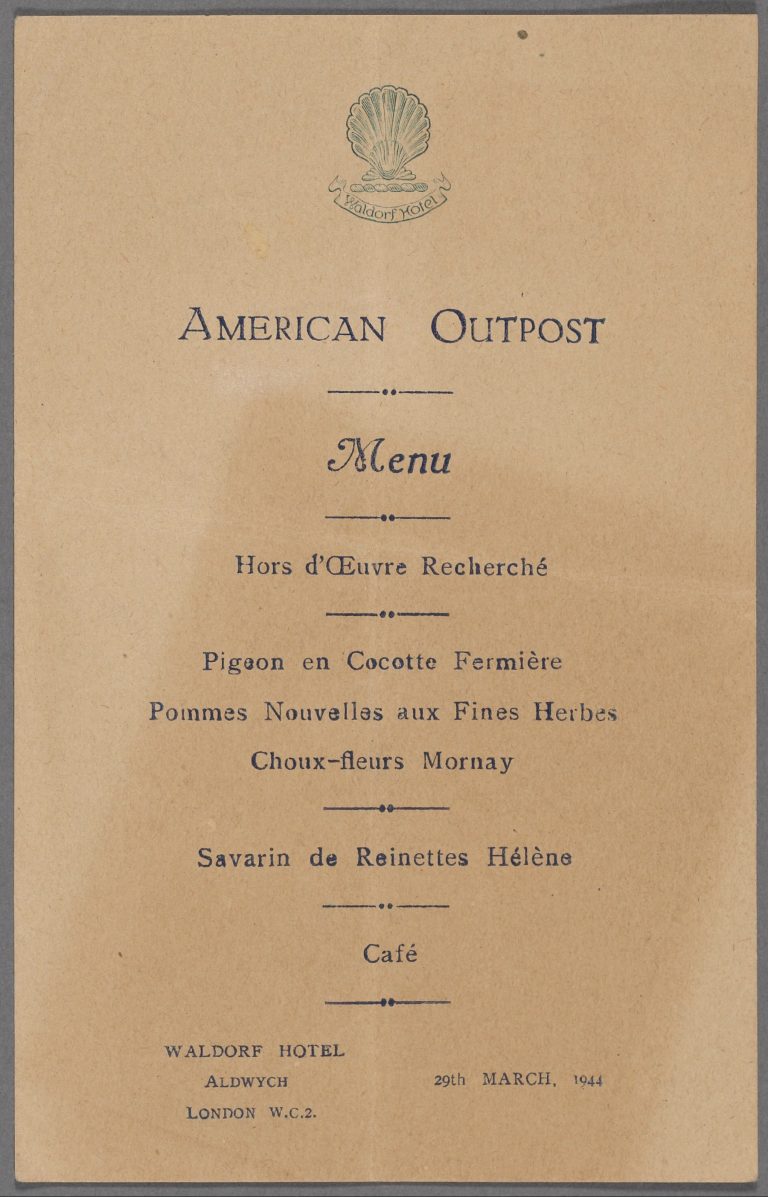 Waldorf Hotel
AMERICAN OUTPOST
Menu
Hors d'Œuvre Recherché
Pigeon en Cocotte Fermière
Pommes Nouvelles aux Fines Herbes
Choux-fleurs Mornay
Savarin de Reinettes Hélène
Café
WALDORF HOTEL
ALDWYCH
LONDON W.C.2.
29th MARCH, 1944